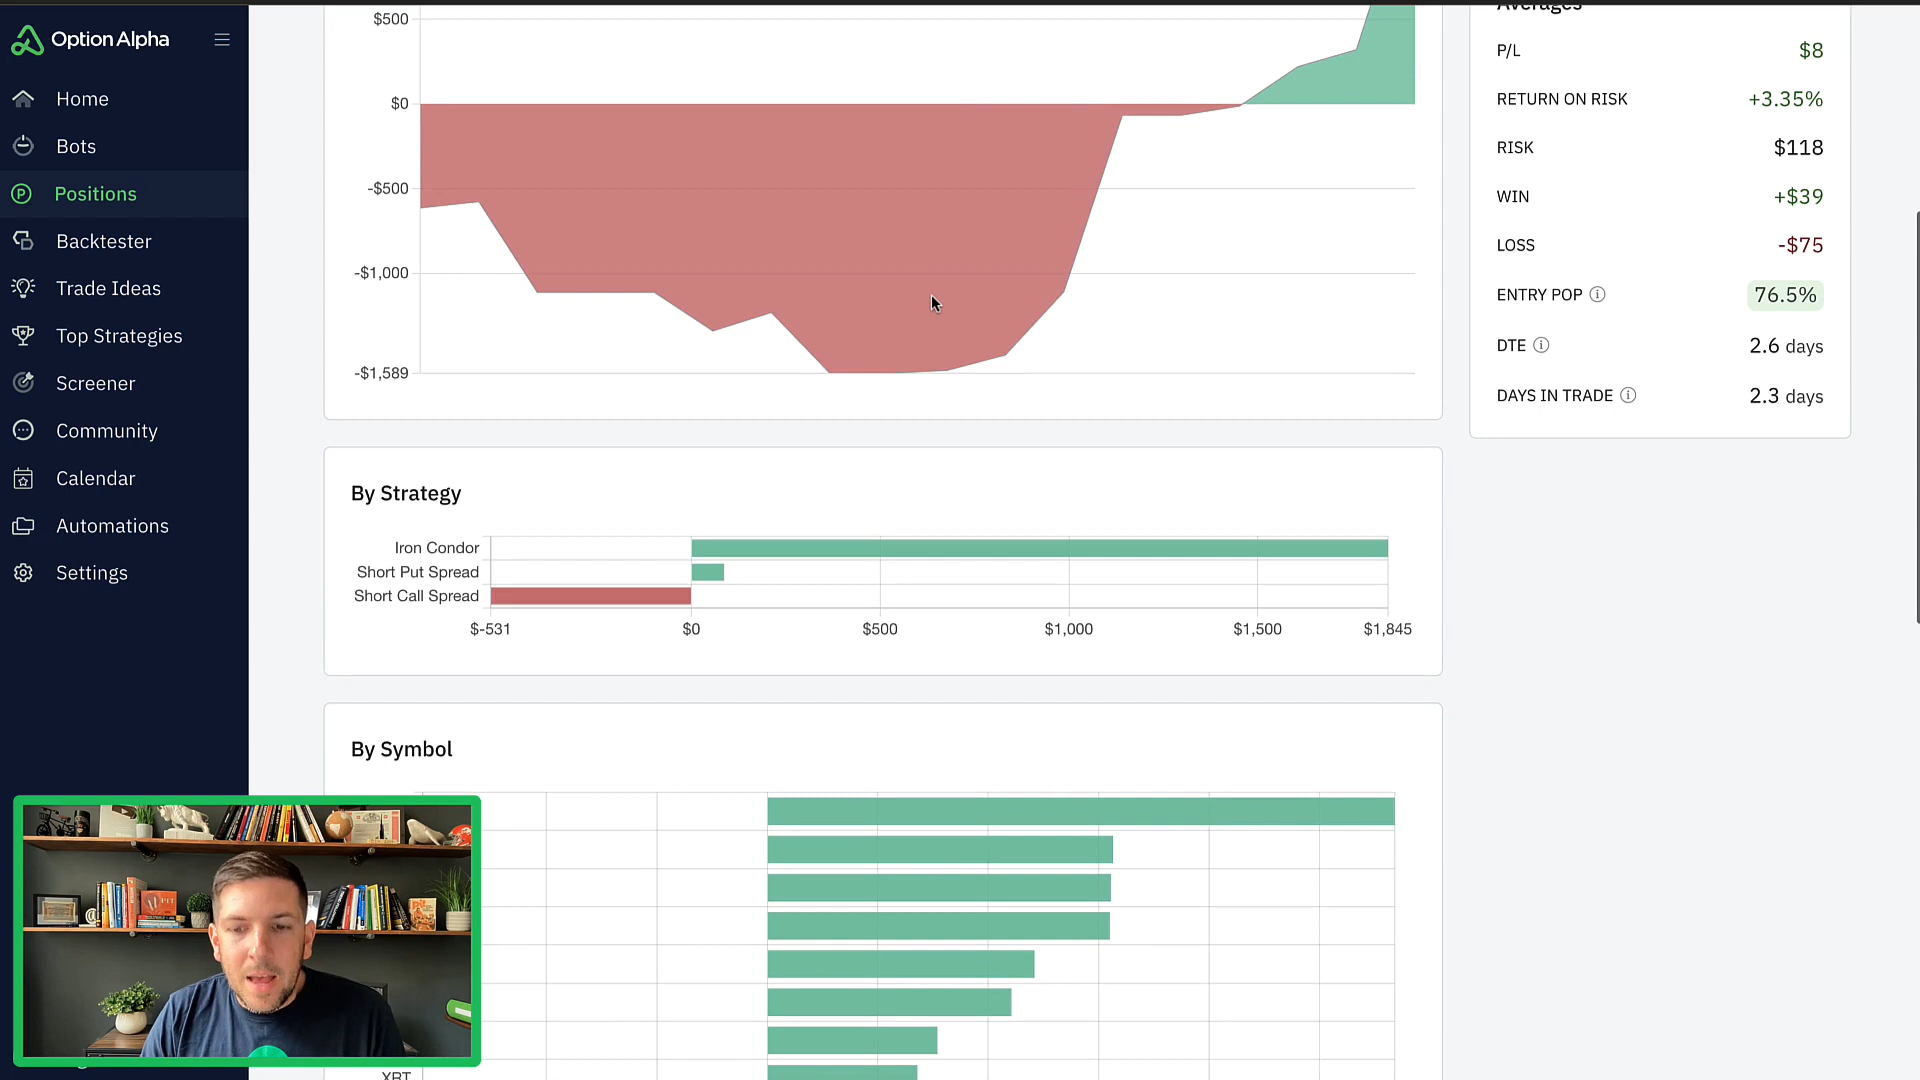 Option Alpha
Home
Bots
Positions
Backtester
Trade Ideas
Top Strategies
Screener
Community
Calendar
Automations
Settings
$500
$0
-$500
-$1,000
-$1,589
Averages
P/L $8
RETURN ON RISK +3.35%
RISK $118
WIN +$39
LOSS -$75
ENTRY POP 76.5%
DTE 2.6 days
DAYS IN TRADE 2.3 days
By Strategy
Iron Condor
Short Put Spread
Short Call Spread
$-531 $0 $500 $1,000 $1,500 $1,845
By Symbol
XRT